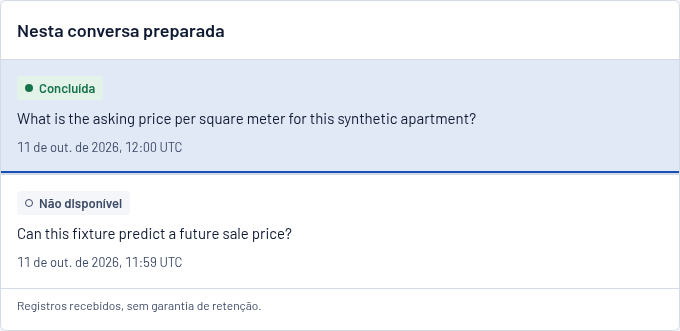 Nesta conversa preparada
Concluída
What is the asking price per square meter for this synthetic apartment?
11 de out. de 2026, 12:00 UTC
Não disponível
Can this fixture predict a future sale price?
11 de out. de 2026, 11:59 UTC
Registros recebidos, sem garantia de retenção.